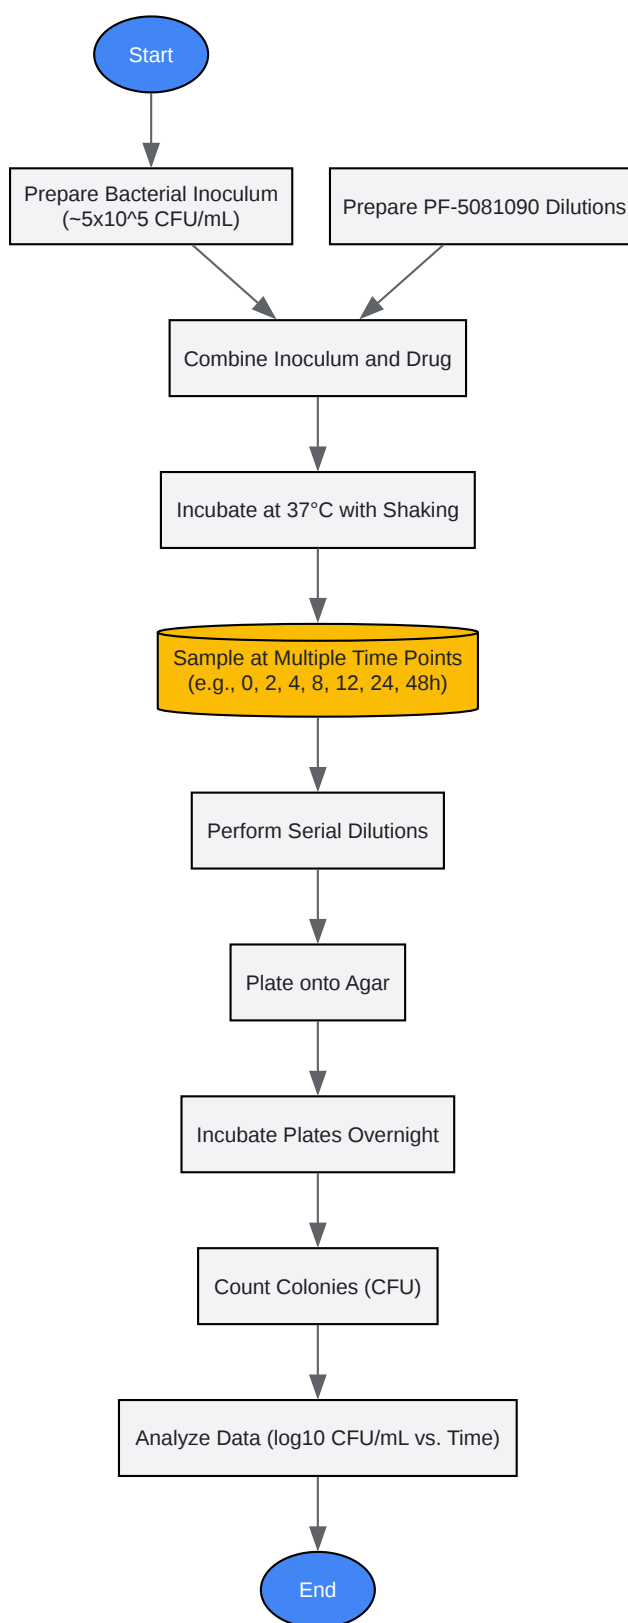 Start
Prepare Bacterial Inoculum
(~5x10^5 CFU/mL)
Prepare PF-5081090 Dilutions
Combine Inoculum and Drug
Incubate at 37°C with Shaking
Sample at Multiple Time Points
(e.g., 0, 2, 4, 8, 12, 24, 48h)
Perform Serial Dilutions
Plate onto Agar
Incubate Plates Overnight
Count Colonies (CFU)
Analyze Data (log10 CFU/mL vs. Time)
End